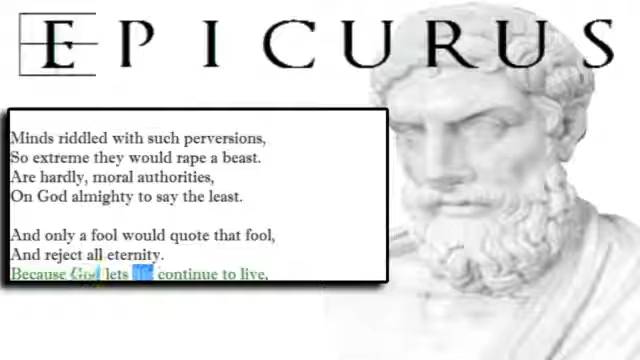 EPICURUS
Minds riddled with such perversions,
So extreme they would rape a beast.
Are hardly, moral authorities,
On God almighty to say the least.
And only a fool would quote that fool,
And reject all eternity.
Because God lets continue to live,